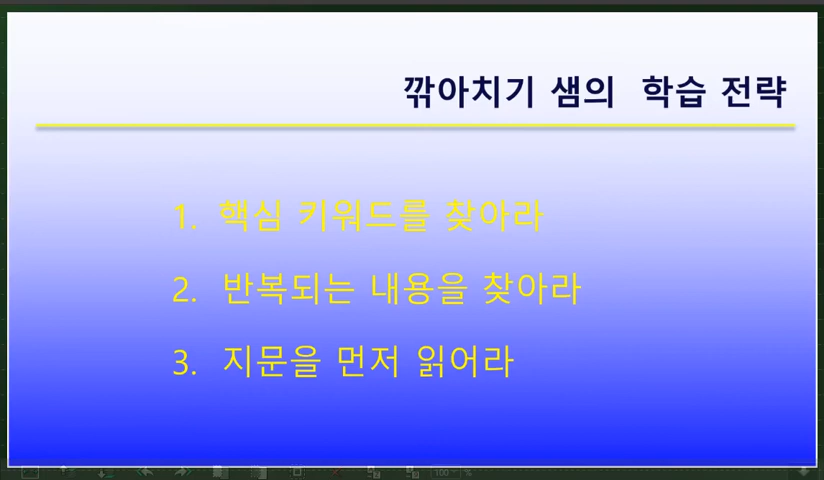 깎아치기 샘의 학습 전략
1. 핵심 키워드를 찾아라
2. 반복되는 내용을 찾아라
3. 지문을 먼저 읽어라
100 %